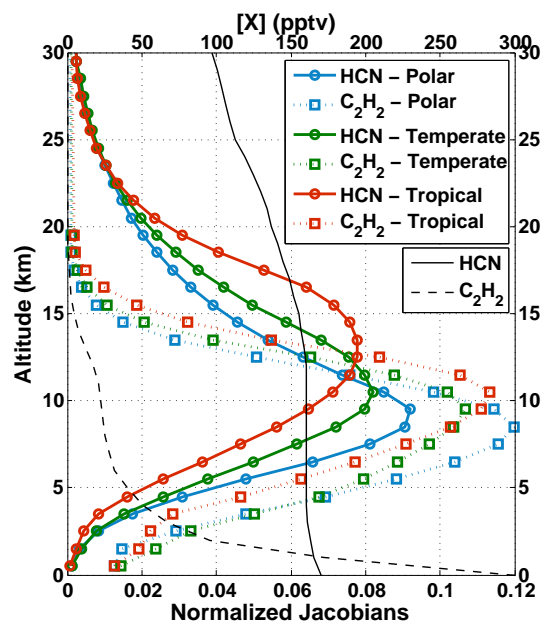 [X] (pptv)
0 50 100 150 200 250 300
30 30
25 25
20 20
15 15
10 10
5 5
0 0
0 0.02 0.04 0.06 0.08 0.1 0.12
Altitude (km)
Normalized Jacobians
HCN – Polar
C₂H₂ – Polar
HCN – Temperate
C₂H₂ – Temperate
HCN – Tropical
C₂H₂ – Tropical
HCN
C₂H₂